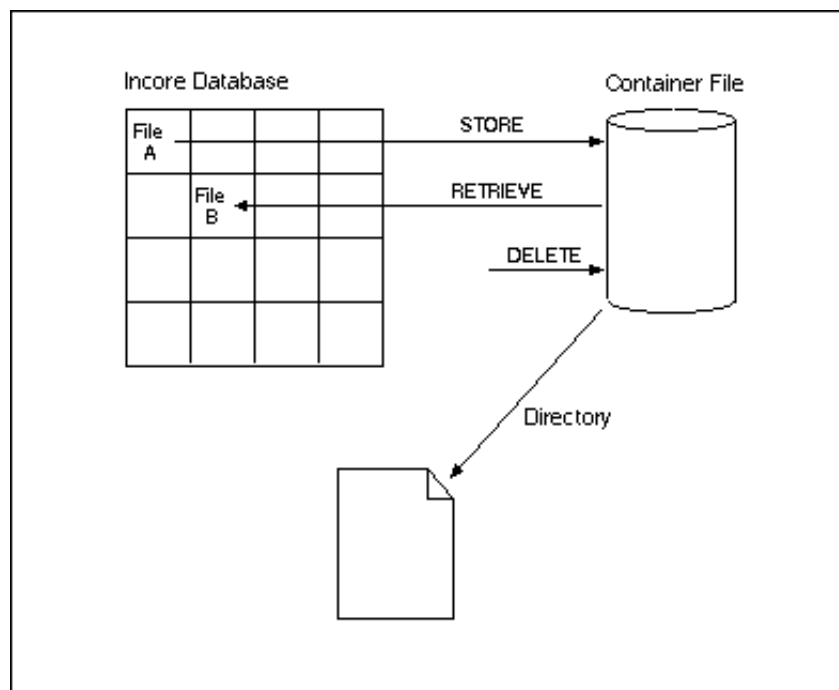 Incore Database
Container File
File
A
STORE
File
B
RETRIEVE
DELETE
Directory